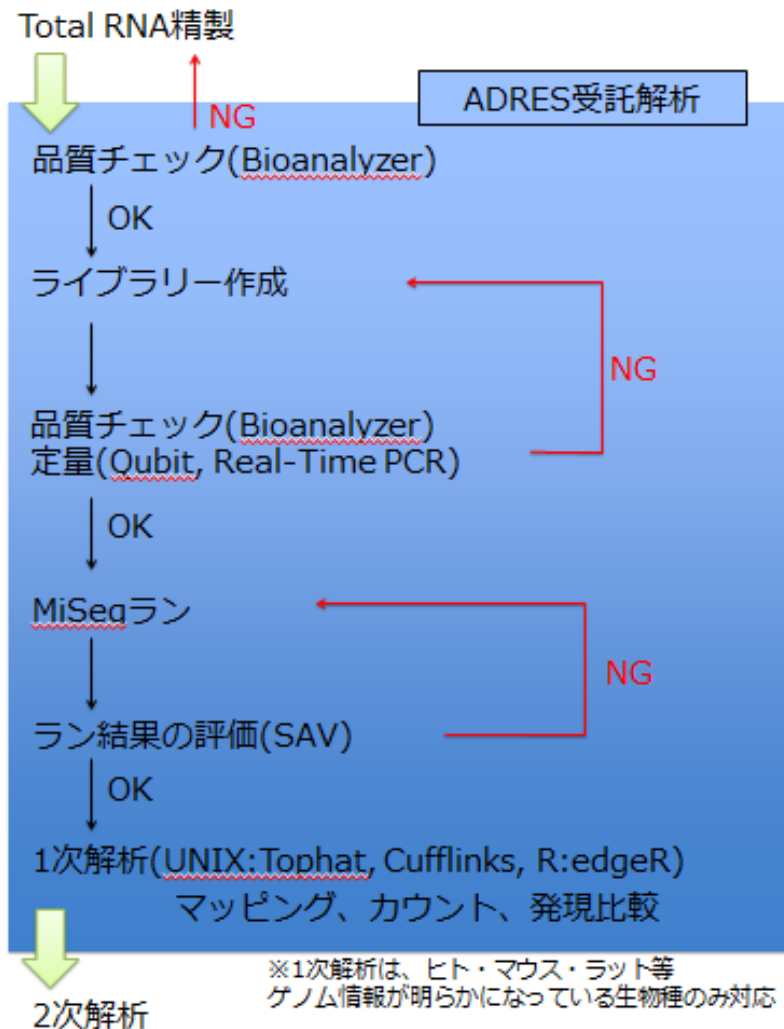 Total RNA精製
NG
ADRES受託解析
品質チェック(Bioanalyzer)
OK
ライブラリー作成
NG
品質チェック(Bioanalyzer)
定量(Qubit, Real-Time PCR)
OK
MiSeqラン
NG
ラン結果の評価(SAV)
OK
1次解析(UNIX:Tophat, Cufflinks, R:edgeR)
マッピング、カウント、発現比較
※1次解析は、ヒト・マウス・ラット等
ゲノム情報が明らかになっている生物種のみ対応
2次解析